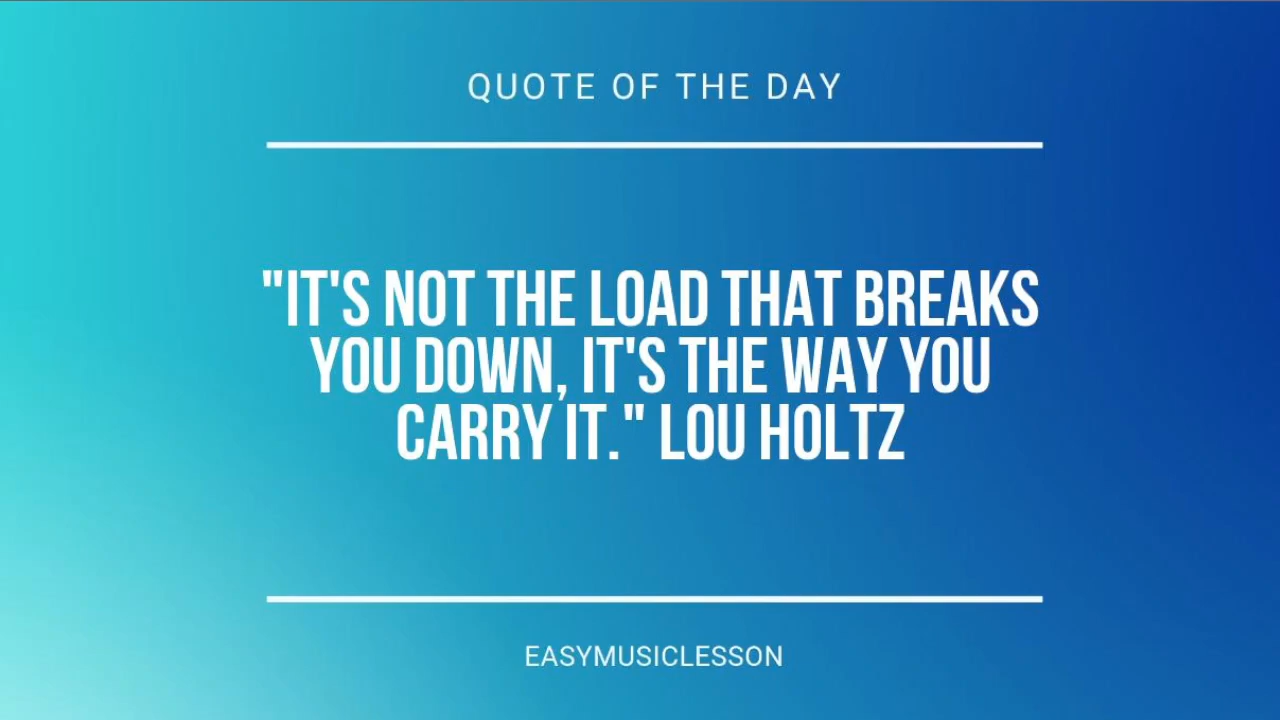 QUOTE OF THE DAY
"IT'S NOT THE LOAD THAT BREAKS
YOU DOWN, IT'S THE WAY YOU
CARRY IT." LOU HOLTZ
EASYMUSICLESSON